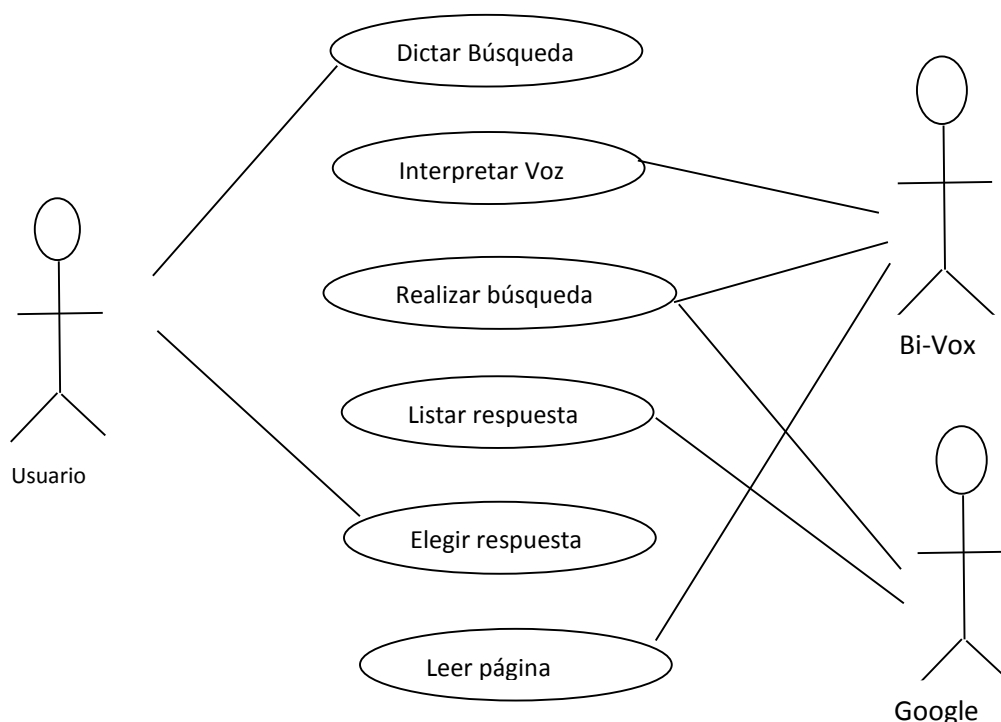 Dictar Búsqueda
Interpretar Voz
Realizar búsqueda
Bi-Vox
Listar respuesta
Usuario
Elegir respuesta
Leer página
Google